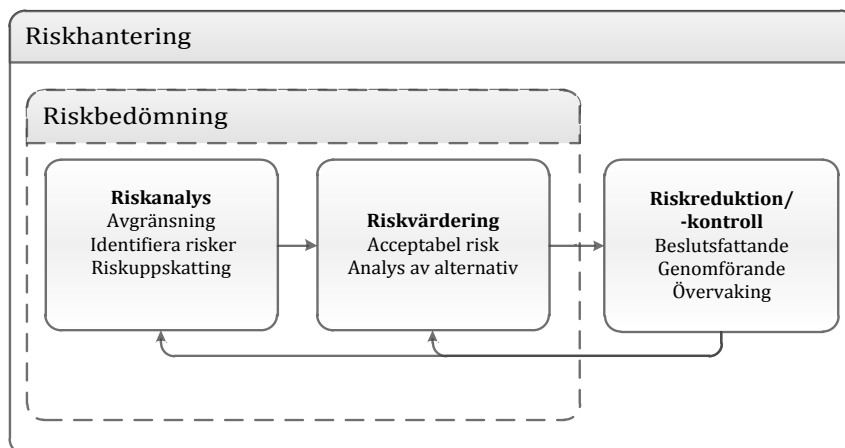 Riskhantering
Riskbedömning
Riskanalys
Avgränsning
Identifiera risker
Riskuppskatting
Riskvärdering
Acceptabel risk
Analys av alternativ
Riskreduktion/
-kontroll
Beslutsfattande
Genomförande
Övervaking